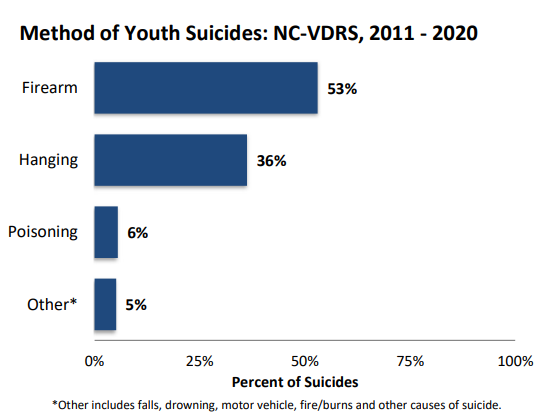 Method of Youth Suicides: NC-VDRS, 2011 - 2020
Firearm 53%
Hanging 36%
Poisoning 6%
Other* 5%
0% 25% 50% 75% 100%
Percent of Suicides
*Other includes falls, drowning, motor vehicle, fire/burns and other causes of suicide.